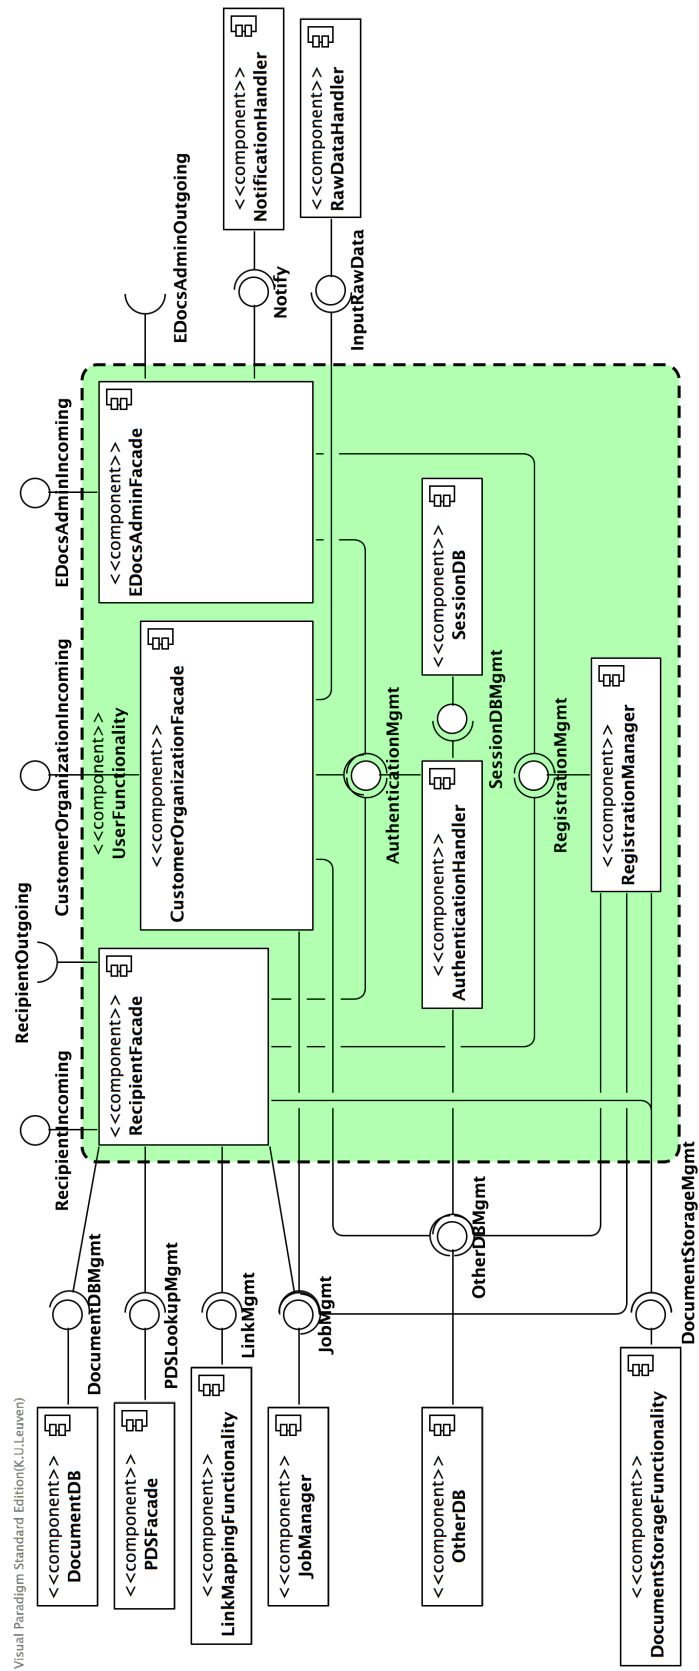 Visual Paradigm Standard Edition(K.U.Leuven)
<<component>>
DocumentDB
<<component>>
PDSFacade
<<component>>
LinkMappingFunctionality
<<component>>
JobManager
<<component>>
OtherDB
<<component>>
DocumentStorageFunctionality
DocumentDBMgmt
PDSLookupMgmt
LinkMgmt
JobMgmt
OtherDBMgmt
DocumentStorageMgmt
RecipientIncoming
RecipientOutgoing
CustomerOrganizationIncoming
EDocsAdminIncoming
EDocsAdminOutgoing
<<component>>
UserFunctionality
<<component>>
RecipientFacade
<<component>>
CustomerOrganizationFacade
<<component>>
EDocsAdminFacade
AuthenticationMgmt
<<component>>
AuthenticationHandler
SessionDBMgmt
<<component>>
SessionDB
RegistrationMgmt
<<component>>
RegistrationManager
Notify
InputRawData
<<component>>
NotificationHandler
<<component>>
RawDataHandler